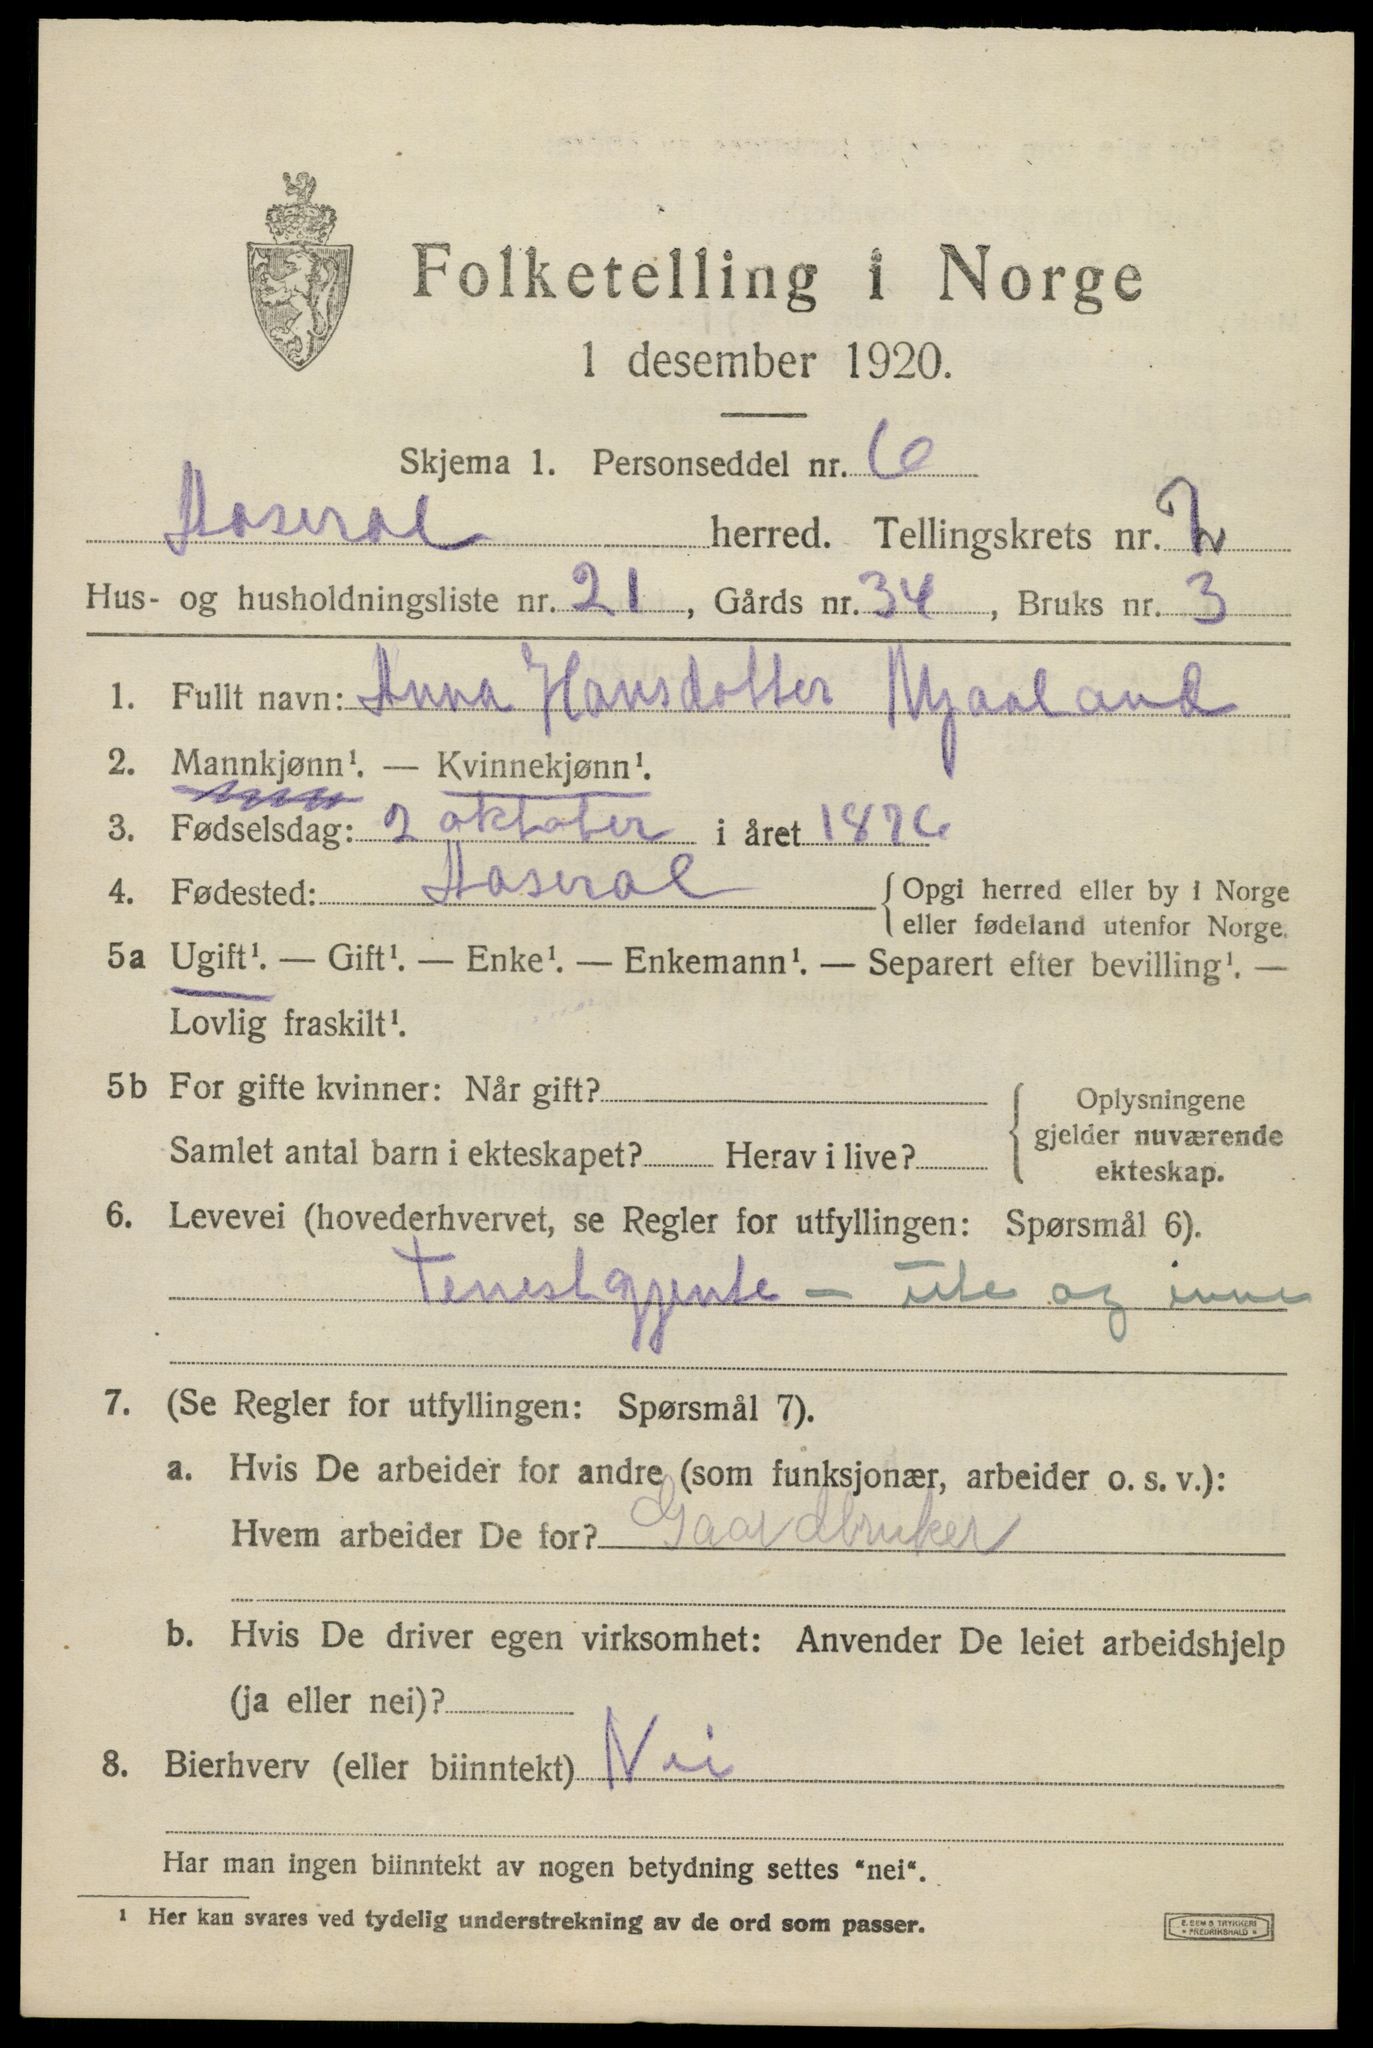 Folketelling i Norge
1 desember 1920.
Skjema 1. Personseddel nr. 6
Aaseral herred. Tellingskrets nr. 2
Hus- og husholdningsliste nr. 21, Gårds nr. 34, Bruks nr. 3
1. Fullt navn: Anna Hansdotter Mjaaland
2. Mannkjønn¹. — Kvinnekjønn¹.
3. Fødselsdag: 2 oktober i året 1876
4. Fødested: Aaseral { Opgi herred eller by i Norge
eller fødeland utenfor Norge.
5a Ugift¹. — Gift¹. — Enke¹. — Enkemann¹. — Separert efter bevilling¹. —
Lovlig fraskilt¹.
5b For gifte kvinner: Når gift? { Oplysningene
gjelder nuværende
Samlet antal barn i ekteskapet? Herav i live?
ekteskap.
6. Levevei (hovederhvervet, se Regler for utfyllingen: Spørsmål 6).
Tenestgjente – ute og inne
7. (Se Regler for utfyllingen: Spørsmål 7).
a. Hvis De arbeider for andre (som funksjonær, arbeider o. s. v.):
Hvem arbeider De for? Gaardbruker
b. Hvis De driver egen virksomhet: Anvender De leiet arbeidshjelp
(ja eller nei)?
8. Bierhverv (eller biinntekt) Nei
Har man ingen biinntekt av nogen betydning settes "nei".
¹ Her kan svares ved tydelig understrekning av de ord som passer.
E. SEM S TRYKKERI
* FREDRIKSHALD *